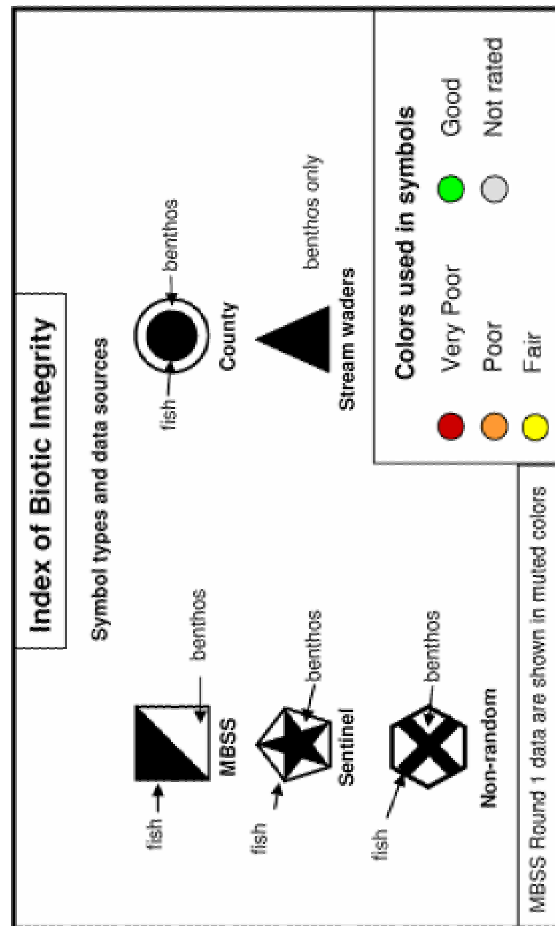 Index of Biotic Integrity
Symbol types and data sources
fish
benthos
MBSS
fish
benthos
County
fish
benthos
Sentinel
benthos only
Stream waders
fish
benthos
Non-random
Colors used in symbols
Very Poor
Good
Poor
Not rated
Fair
MBSS Round 1 data are shown in muted colors